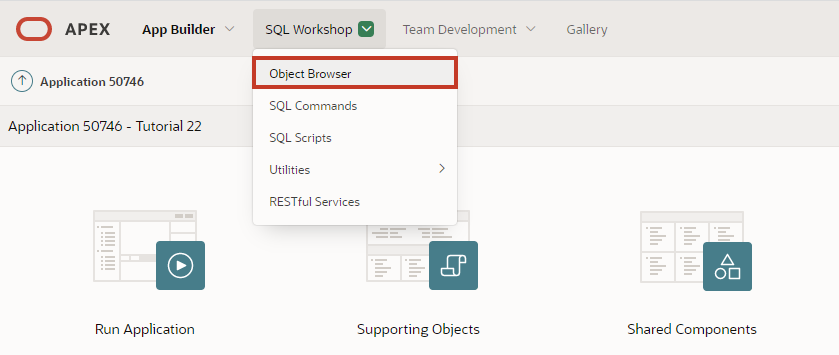 APEX App Builder SQL Workshop Team Development Gallery
Application 50746
Object Browser
SQL Commands
Application 50746 - Tutorial 22
SQL Scripts
Utilities
RESTful Services
Run Application Supporting Objects Shared Components